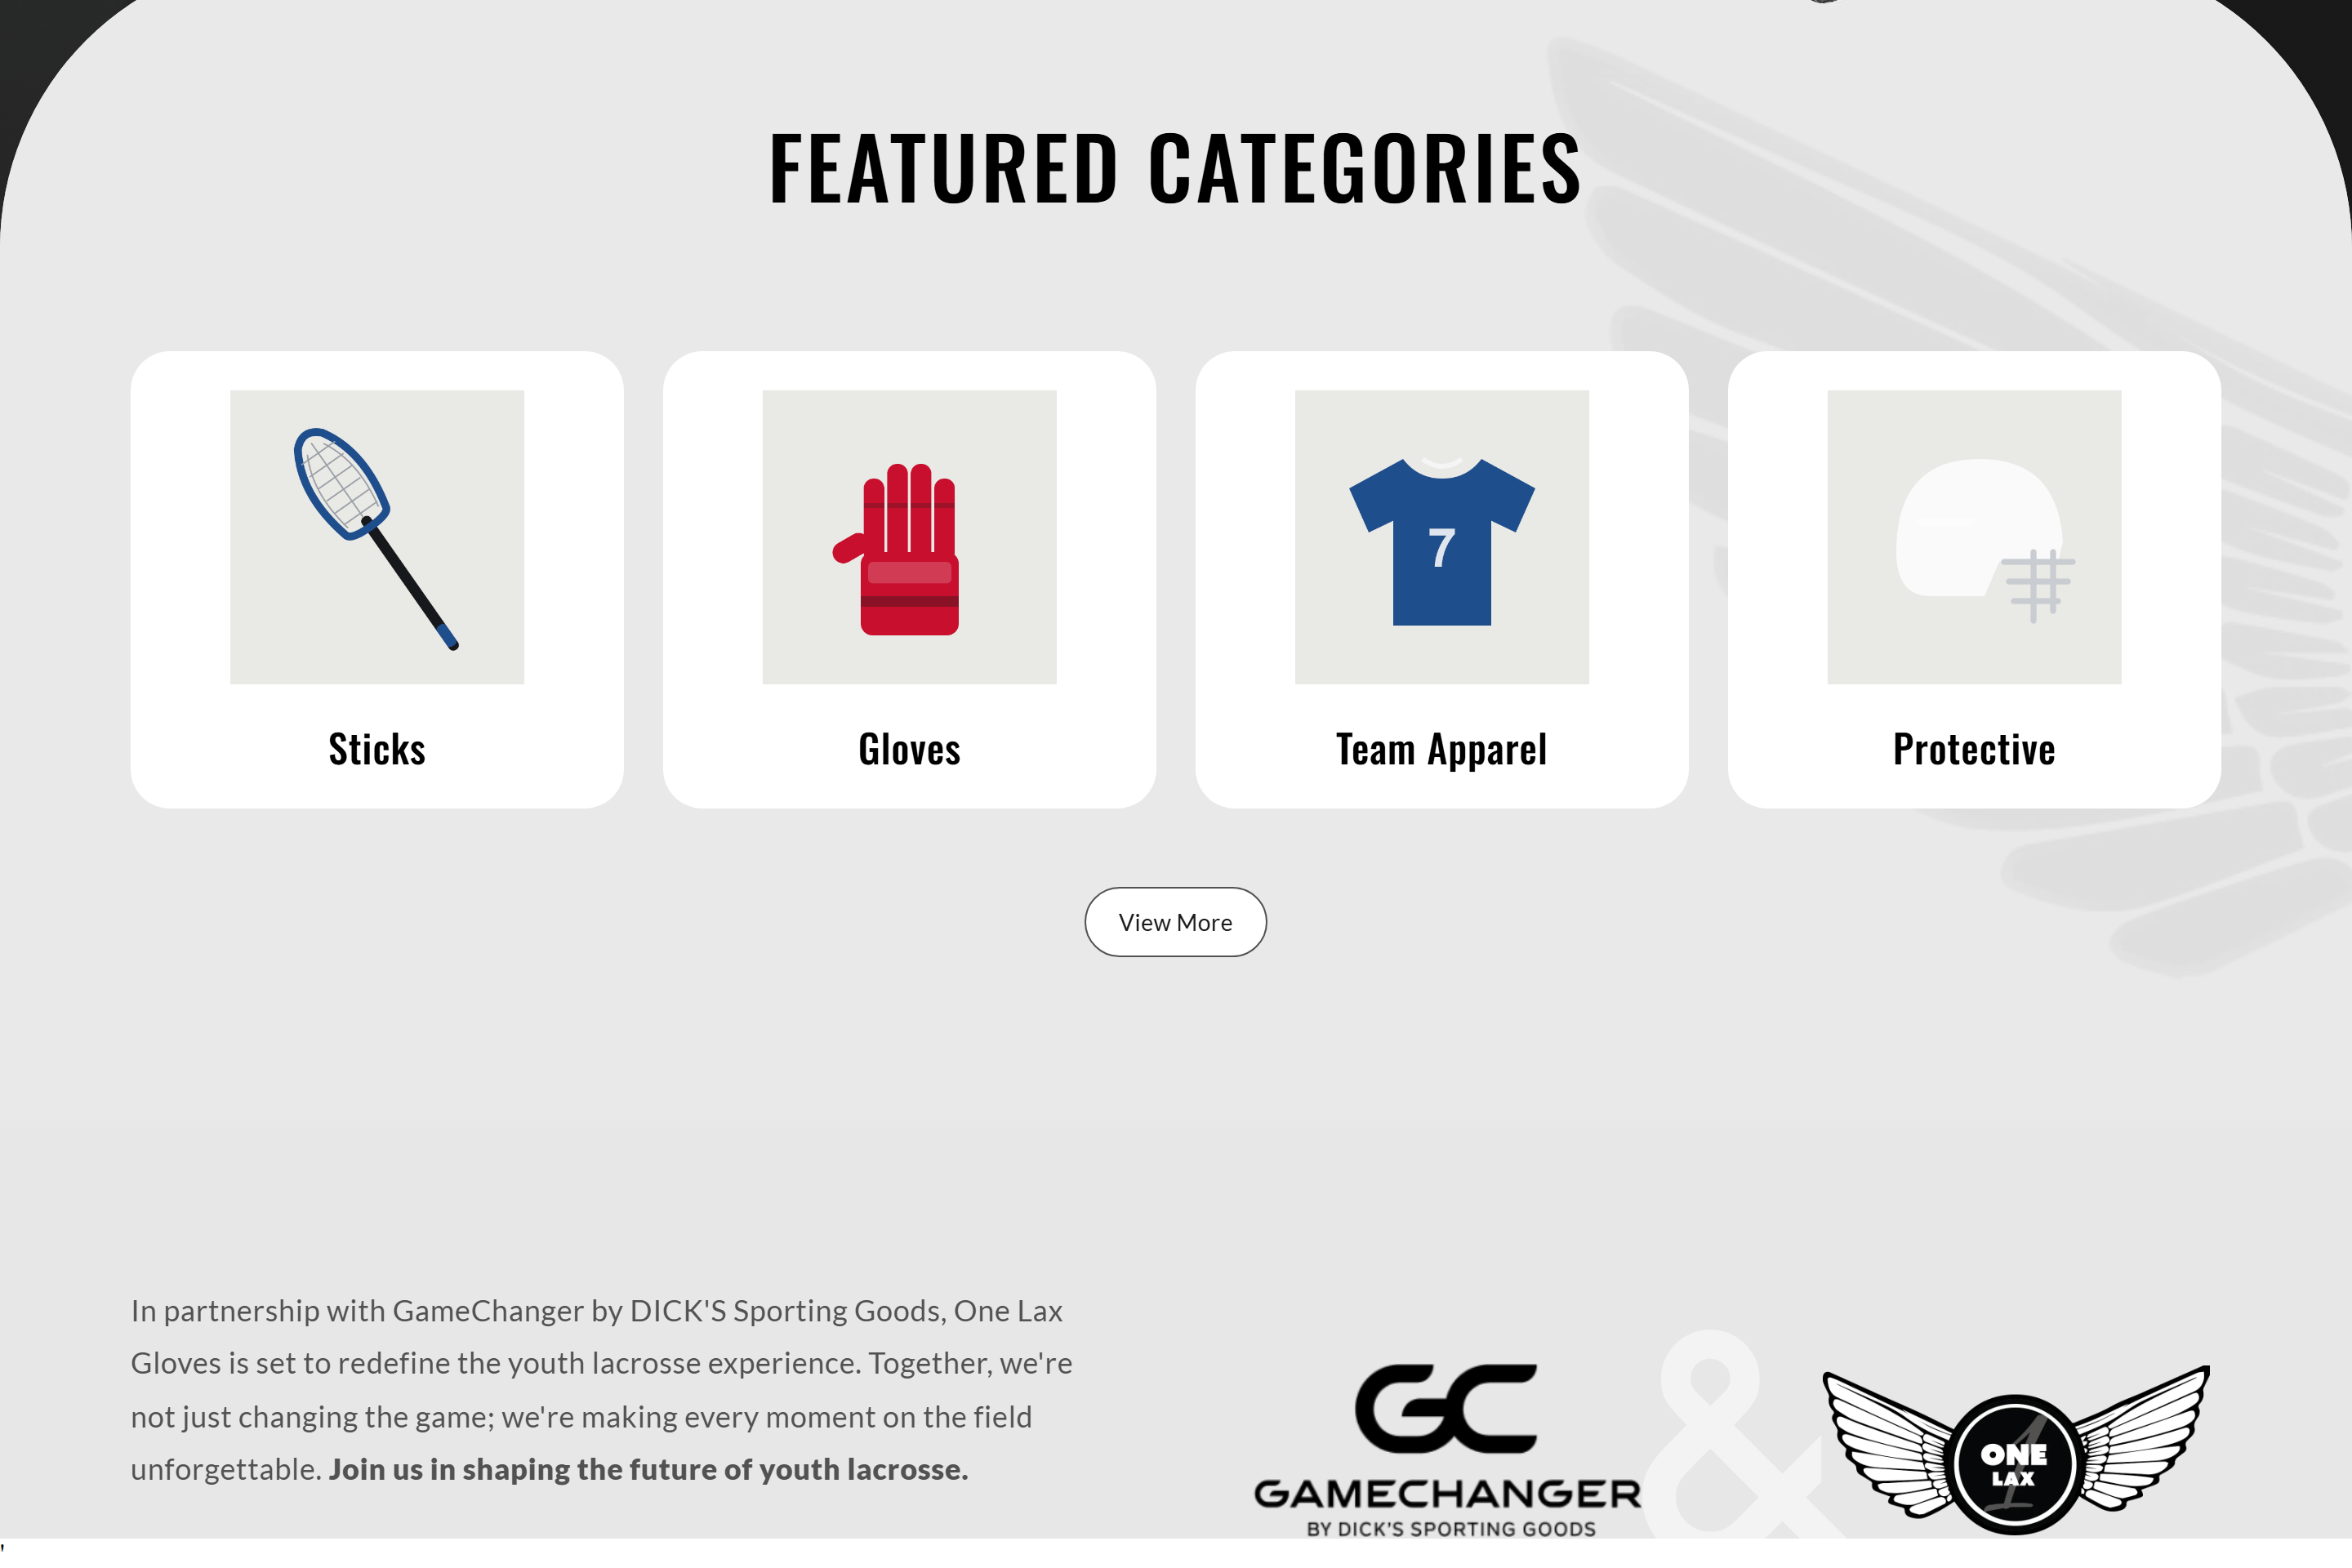 FEATURED CATEGORIES
7
Sticks
Gloves
Team Apparel
Protective
View More
In partnership with GameChanger by DICK'S Sporting Goods, One Lax
Gloves is set to redefine the youth lacrosse experience. Together, we're
not just changing the game; we're making every moment on the field
unforgettable. Join us in shaping the future of youth lacrosse.
GC
GAMECHANGER
BY DICK'S SPORTING GOODS
&
1
ONE
LAX
'